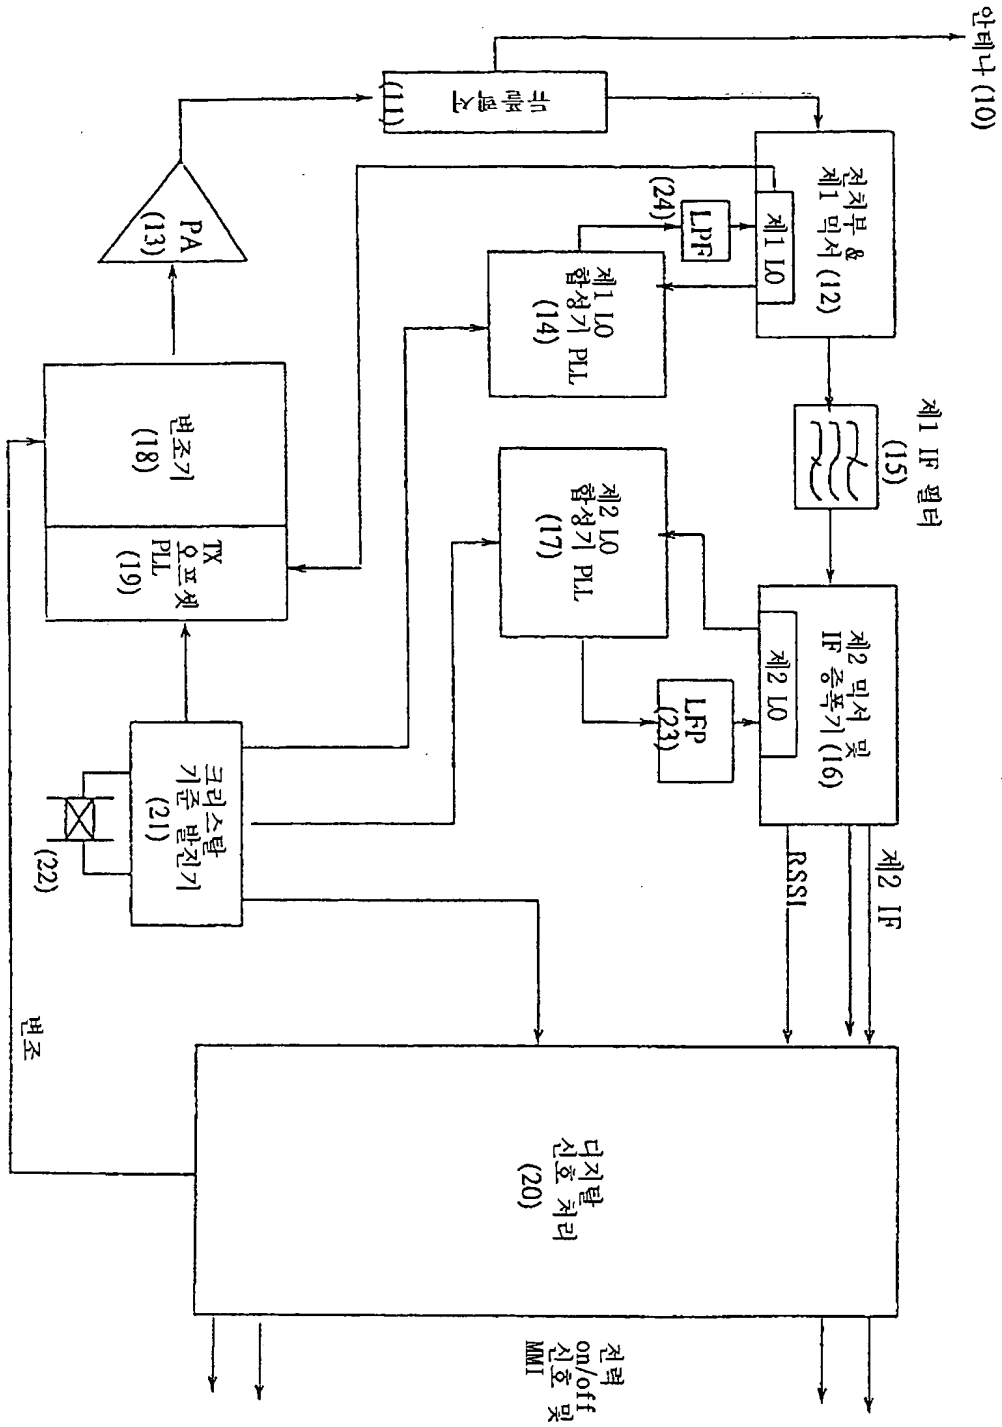 안테나 (10)
듀플렉서
(11)
전치부 &
제1 믹서 (12)
제1 LO
LPF
(24)
제1 LO
합성기 PLL
(14)
PA
(13)
제1 IF 필터
(15)
변조기
(18)
TX
오프셋
PLL
(19)
제2 LO
합성기 PLL
(17)
제2 믹서 및
IF 증폭기 (16)
제2 LO
LFP
(23)
크리스탈
기준 발진기
(21)
(22)
제2 IF
RSSI
변조
디지탈
신호 처리
(20)
전력
on/off
신호 및
MMI